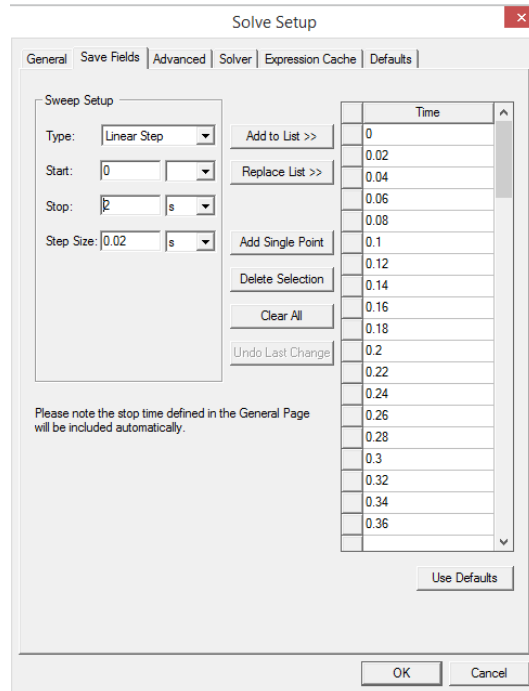 Solve Setup
General Save Fields Advanced Solver Expression Cache Defaults
Sweep Setup
Type: Linear Step
Start: 0
Stop: 2 s
Step Size: 0.02 s
Add to List >>
Replace List >>
Add Single Point
Delete Selection
Clear All
Undo Last Change
Please note the stop time defined in the General Page
will be included automatically.
Time
0
0.02
0.04
0.06
0.08
0.1
0.12
0.14
0.16
0.18
0.2
0.22
0.24
0.26
0.28
0.3
0.32
0.34
0.36
Use Defaults
OK Cancel